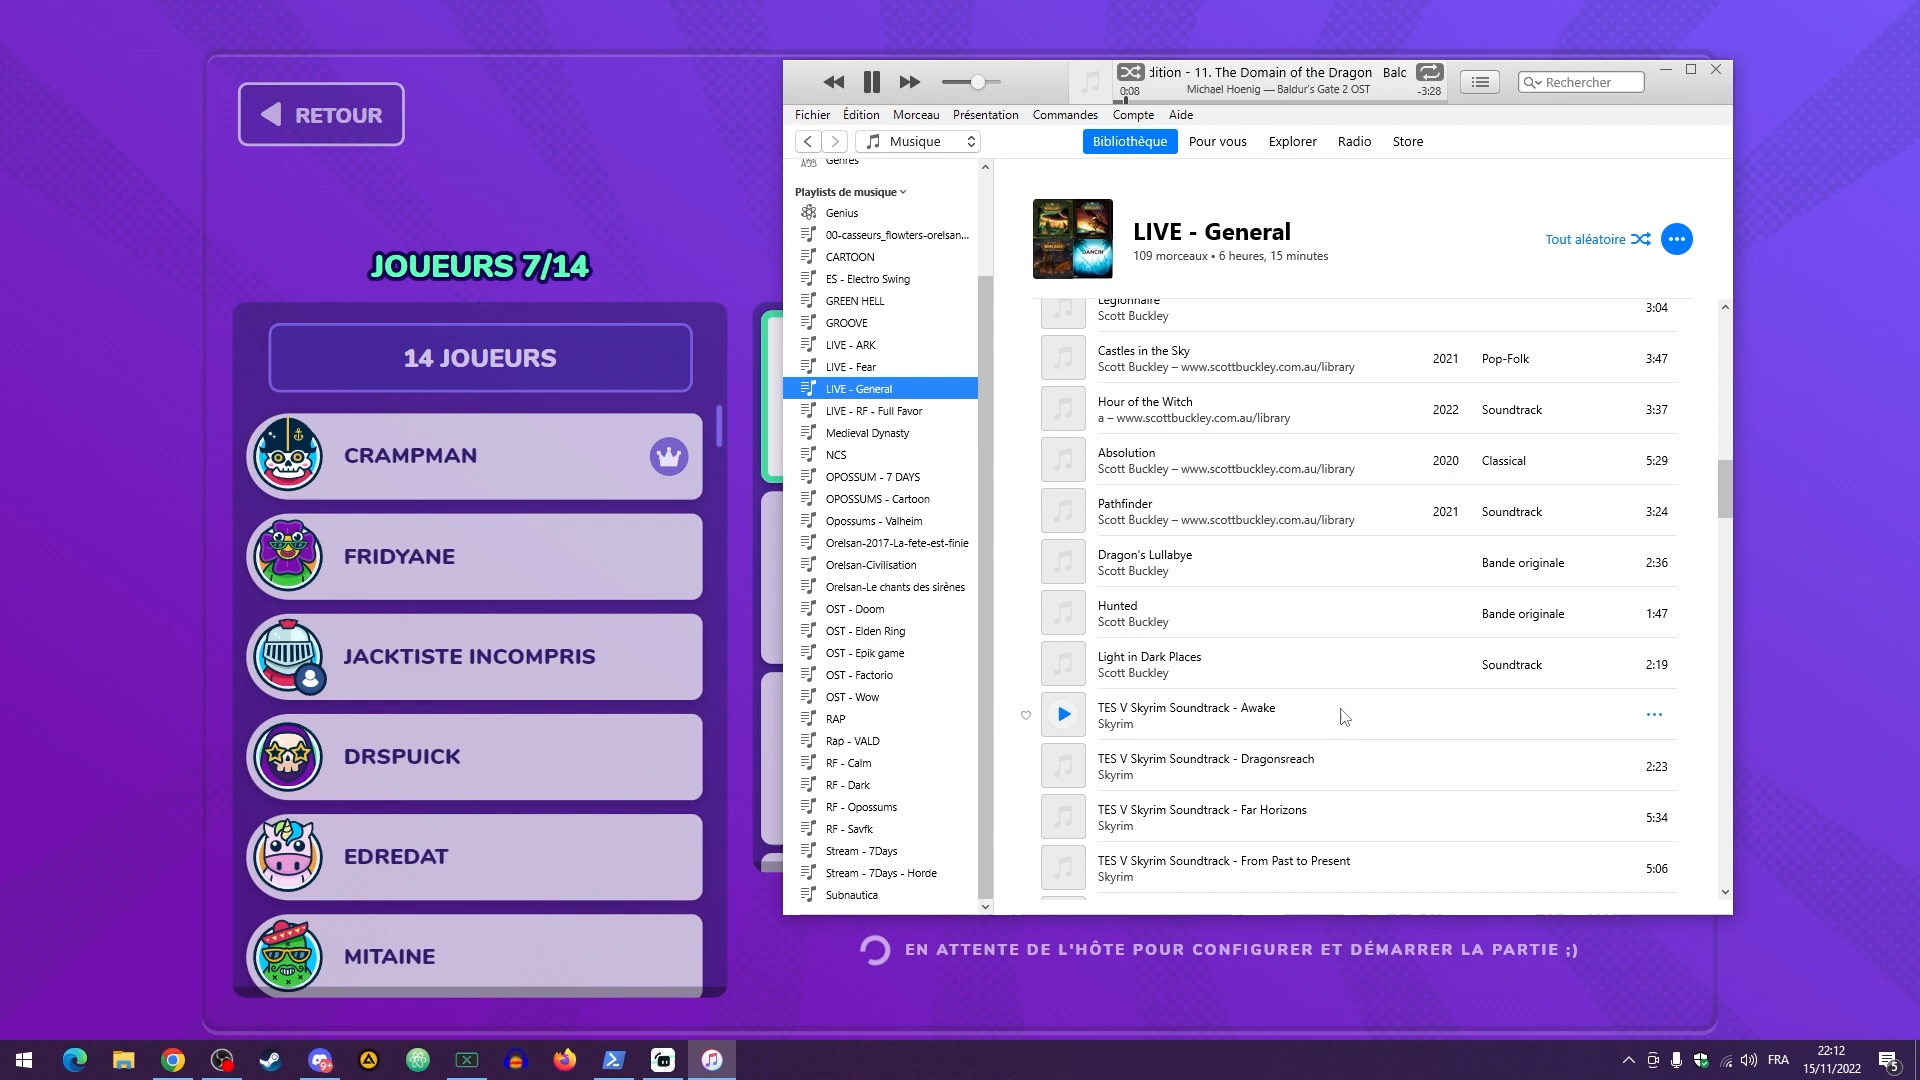 RETOUR
JOUEURS 7/14
14 JOUEURS
CRAMPMAN
FRIDYANE
JACKTISTE INCOMPRIS
DRSPUICK
EDREDAT
MITAINE
dition - 11. The Domain of the Dragon Balc
0:08
Michael Hoenig — Baldur's Gate 2 OST
-3:28
Rechercher
Fichier Édition Morceau Présentation Commandes Compte Aide
Musique
Bibliothèque Pour vous Explorer Radio Store
Genres
Playlists de musique
Genius
00-casseurs_flowters-orelsan...
CARTOON
ES - Electro Swing
GREEN HELL
GROOVE
LIVE - ARK
LIVE - Fear
LIVE - General
LIVE - RF - Full Favor
Medieval Dynasty
NCS
OPOSSUM - 7 DAYS
OPOSSUMS - Cartoon
Opossums - Valheim
Orelsan-2017-La-fete-est-finie
Orelsan-Civilisation
Orelsan-Le chants des sirènes
OST - Doom
OST - Elden Ring
OST - Epik game
OST - Factorio
OST - Wow
RAP
Rap - VALD
RF - Calm
RF - Dark
RF - Opossums
RF - Savfk
Stream - 7Days
Stream - 7Days - Horde
Subnautica
DANCIN
LIVE - General
109 morceaux • 6 heures, 15 minutes
Tout aléatoire
Legionnaire
Scott Buckley
3:04
Castles in the Sky
Scott Buckley – www.scottbuckley.com.au/library
2021 Pop-Folk 3:47
Hour of the Witch
a – www.scottbuckley.com.au/library
2022 Soundtrack 3:37
Absolution
Scott Buckley – www.scottbuckley.com.au/library
2020 Classical 5:29
Pathfinder
Scott Buckley – www.scottbuckley.com.au/library
2021 Soundtrack 3:24
Dragon's Lullabye
Scott Buckley
Bande originale 2:36
Hunted
Scott Buckley
Bande originale 1:47
Light in Dark Places
Scott Buckley
Soundtrack 2:19
TES V Skyrim Soundtrack - Awake
Skyrim
TES V Skyrim Soundtrack - Dragonsreach
Skyrim
2:23
TES V Skyrim Soundtrack - Far Horizons
Skyrim
5:34
TES V Skyrim Soundtrack - From Past to Present
Skyrim
5:06
EN ATTENTE DE L'HÔTE POUR CONFIGURER ET DÉMARRER LA PARTIE ;)
9+
FRA
22:12
15/11/2022
5